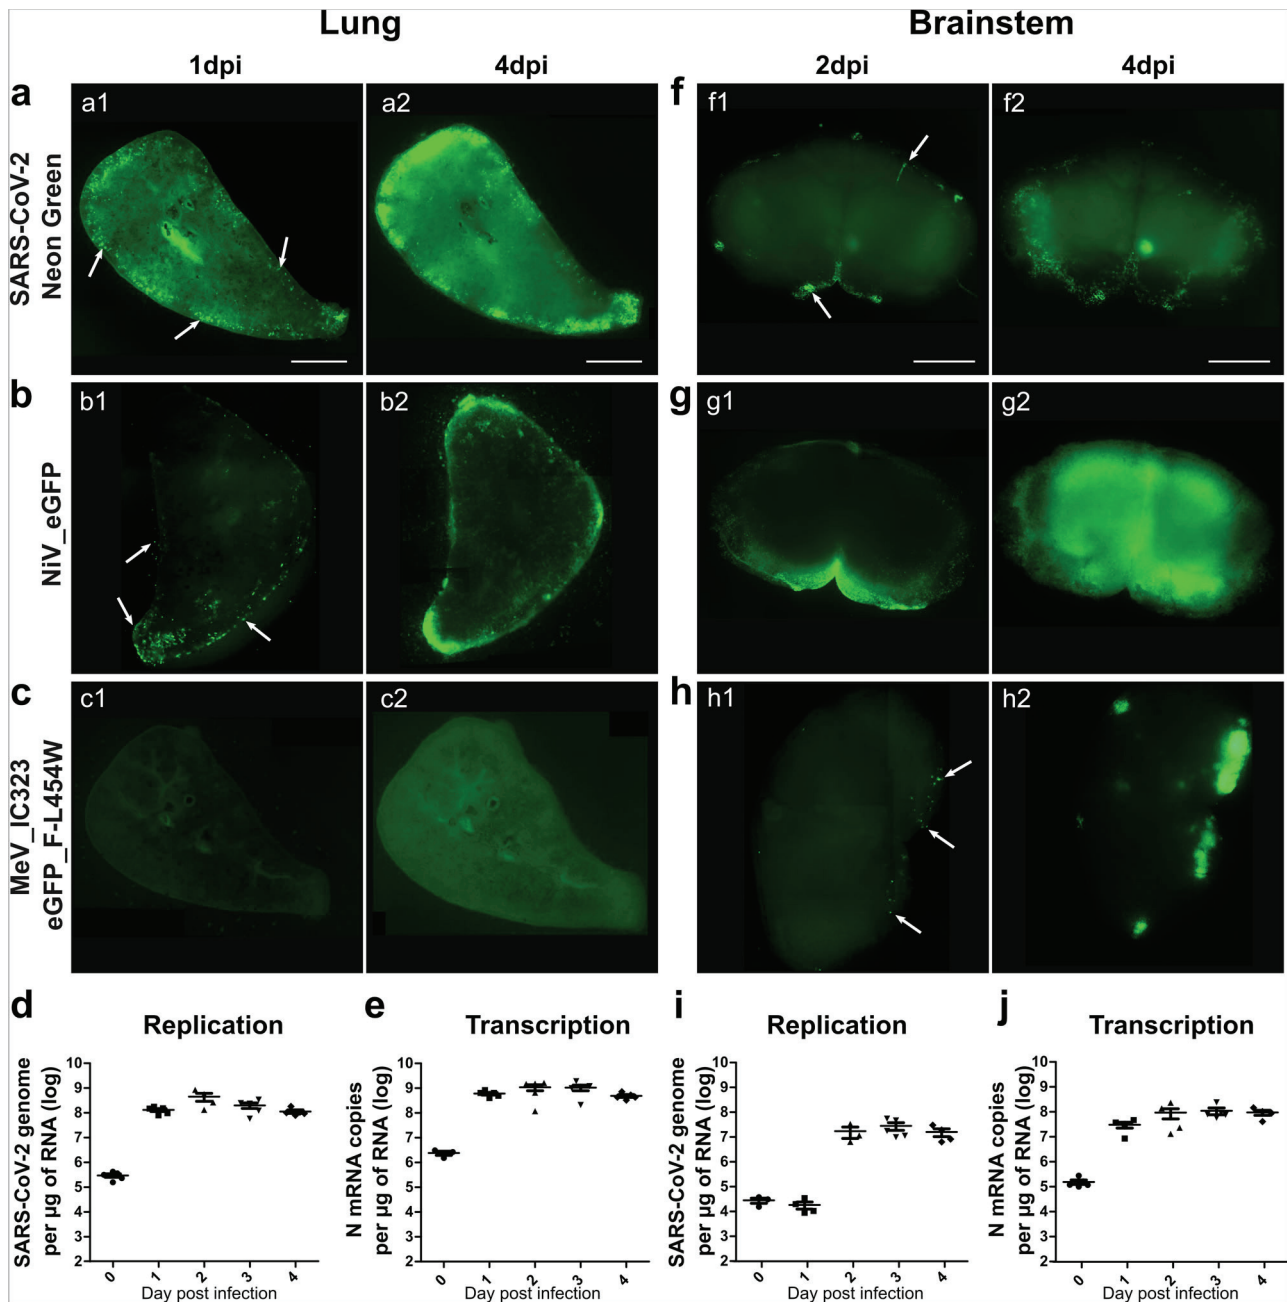 Lung
Brainstem
1dpi
4dpi
2dpi
4dpi
a
SARS-CoV-2
Neon Green
a1
a2
f
f1
f2
b
NiV_eGFP
b1
b2
g
g1
g2
c
MeV_IC323
eGFP_F-L454W
c1
c2
h
h1
h2
d
Replication
SARS-CoV-2 genome
per µg of RNA (log)
10
9
8
7
6
5
4
3
2
0
1
2
3
4
Day post infection
e
Transcription
N mRNA copies
per µg of RNA (log)
10
9
8
7
6
5
4
3
2
0
1
2
3
4
Day post infection
i
Replication
SARS-CoV-2 genome
per µg of RNA (log)
10
9
8
7
6
5
4
3
2
0
1
2
3
4
Day post infection
j
Transcription
N mRNA copies
per µg of RNA (log)
10
9
8
7
6
5
4
3
2
0
1
2
3
4
Day post infection